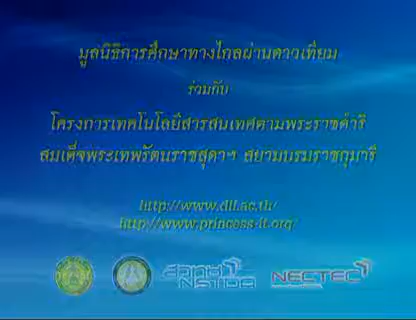 มูลนิธิการศึกษาทางไกลผ่านดาวเทียม
ร่วมกับ
โครงการเทคโนโลยีสารสนเทศตามพระราชดำริ
สมเด็จพระเทพรัตนราชสุดาฯ สยามบรมราชกุมารี
http://www.dlf.ac.th/
http://www.princess-it.org/
สวทช
NSTDA
NECTEC